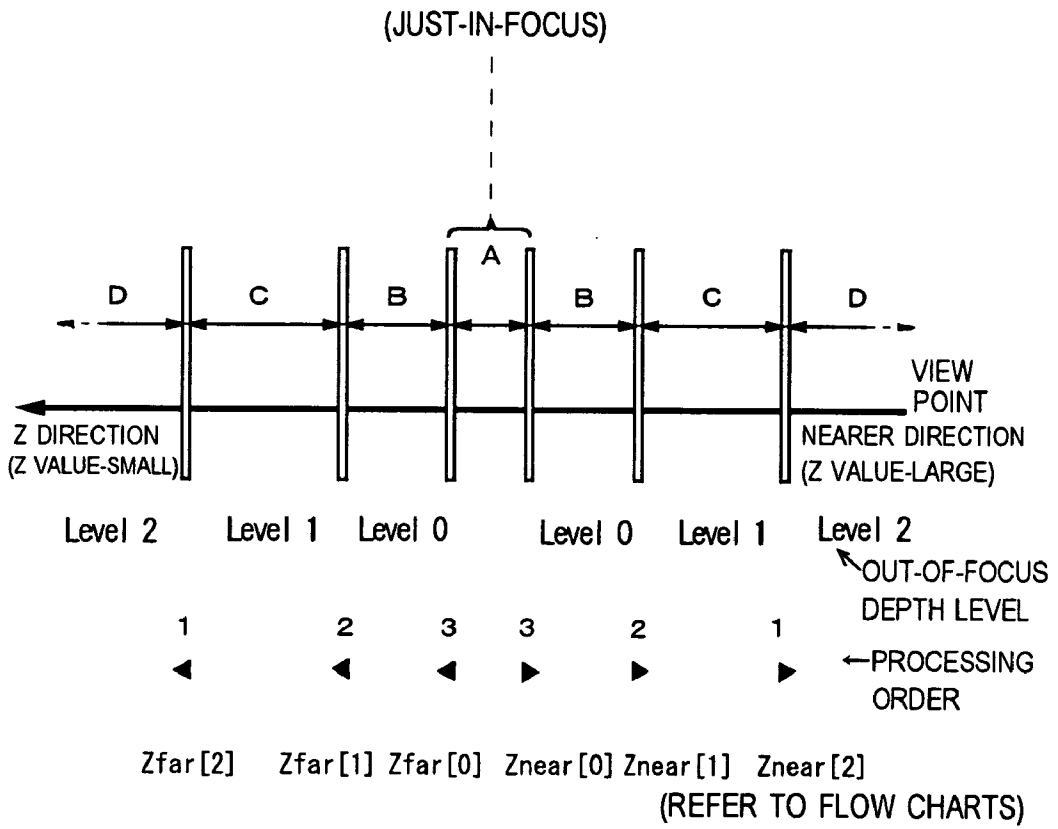 (JUST-IN-FOCUS)
A
D C B B C D
VIEW
POINT
Z DIRECTION
(Z VALUE-SMALL)
NEARER DIRECTION
(Z VALUE-LARGE)
Level 2 Level 1 Level 0 Level 0 Level 1 Level 2
OUT-OF-FOCUS
DEPTH LEVEL
1 2 3 3 2 1
PROCESSING
ORDER
Zfar[2] Zfar[1] Zfar[0] Znear[0] Znear[1] Znear[2]
(REFER TO FLOW CHARTS)